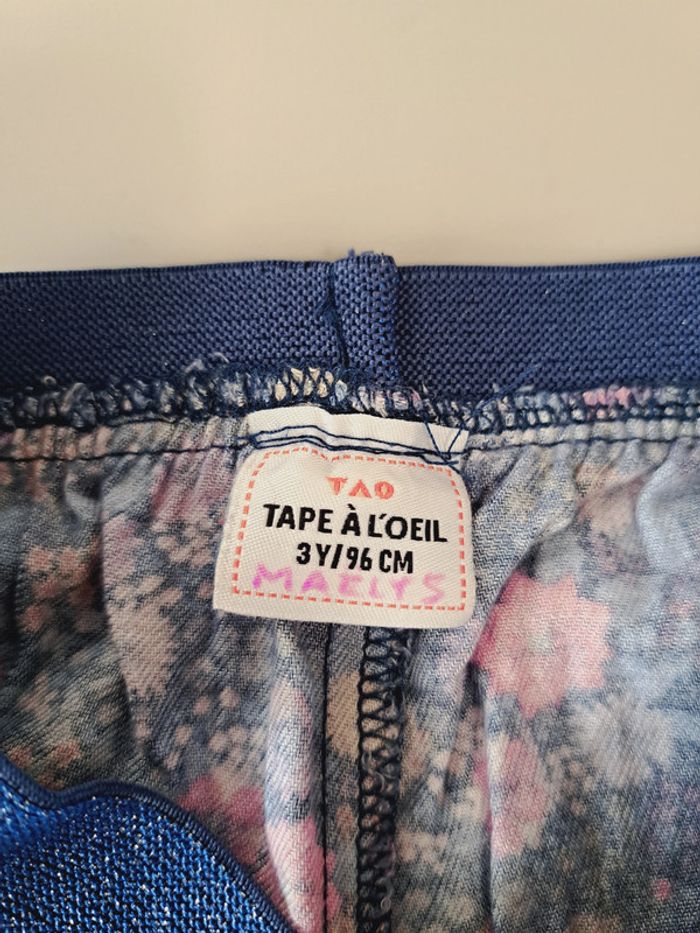 TAO
TAPE À L'OEIL
3Y/96 CM
MAELYS